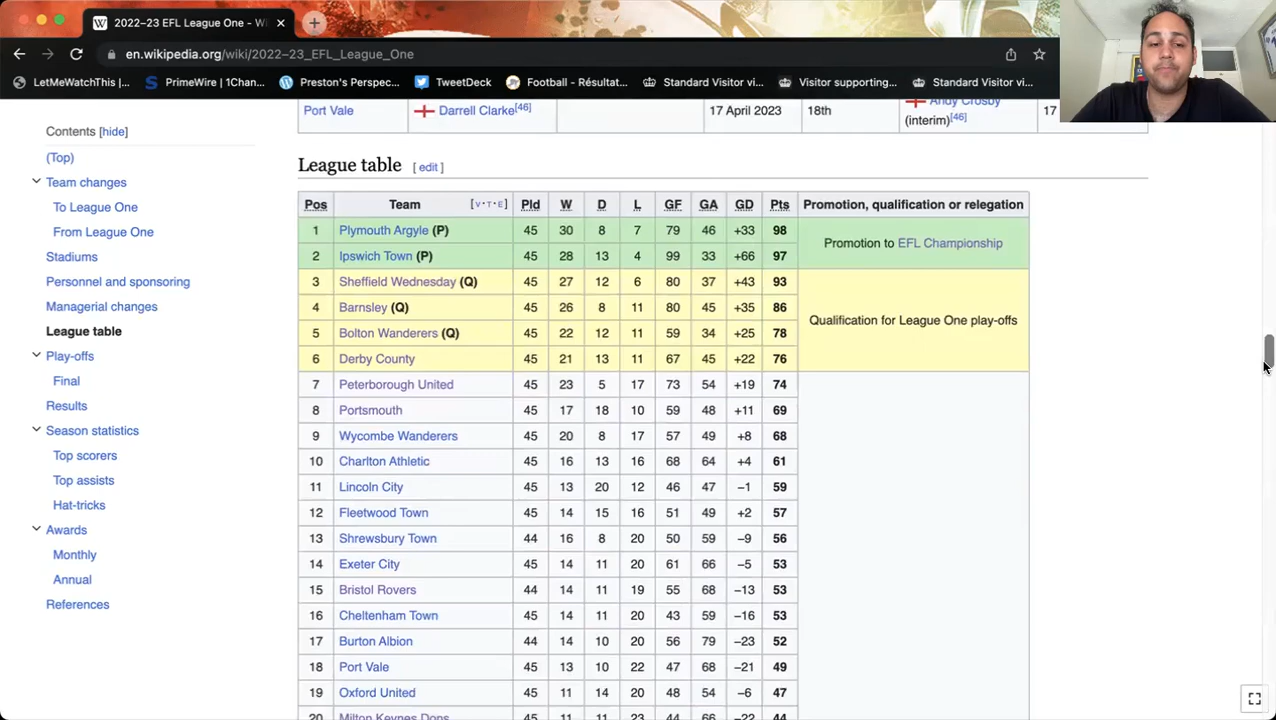 2022–23 EFL League One - Wi
en.wikipedia.org/wiki/2022–23_EFL_League_One
LetMeWatchThis |... PrimeWire | 1Chan... Preston's Perspec... TweetDeck Football - Résultat... Standard Visitor vi... Visitor supporting... Standard Visitor vi...
Contents [hide]
(Top)
Team changes
To League One
From League One
Stadiums
Personnel and sponsoring
Managerial changes
League table
Play-offs
Final
Results
Season statistics
Top scorers
Top assists
Hat-tricks
Awards
Monthly
Annual
References
Port Vale Darrell Clarke[46] 17 April 2023 18th Andy Crosby 17
(interim)[46]
League table [ edit ]
Pos Team [V·T·E] Pld W D L GF GA GD Pts Promotion, qualification or relegation
1 Plymouth Argyle (P) 45 30 8 7 79 46 +33 98
Promotion to EFL Championship
2 Ipswich Town (P) 45 28 13 4 99 33 +66 97
3 Sheffield Wednesday (Q) 45 27 12 6 80 37 +43 93
4 Barnsley (Q) 45 26 8 11 80 45 +35 86
Qualification for League One play-offs
5 Bolton Wanderers (Q) 45 22 12 11 59 34 +25 78
6 Derby County 45 21 13 11 67 45 +22 76
7 Peterborough United 45 23 5 17 73 54 +19 74
8 Portsmouth 45 17 18 10 59 48 +11 69
9 Wycombe Wanderers 45 20 8 17 57 49 +8 68
10 Charlton Athletic 45 16 13 16 68 64 +4 61
11 Lincoln City 45 13 20 12 46 47 −1 59
12 Fleetwood Town 45 14 15 16 51 49 +2 57
13 Shrewsbury Town 44 16 8 20 50 59 −9 56
14 Exeter City 45 14 11 20 61 66 −5 53
15 Bristol Rovers 44 14 11 19 55 68 −13 53
16 Cheltenham Town 45 14 11 20 43 59 −16 53
17 Burton Albion 44 14 10 20 56 79 −23 52
18 Port Vale 45 13 10 22 47 68 −21 49
19 Oxford United 45 11 14 20 48 54 −6 47
20 Milton Keynes Dons 45 11 11 23 44 66 −22 44